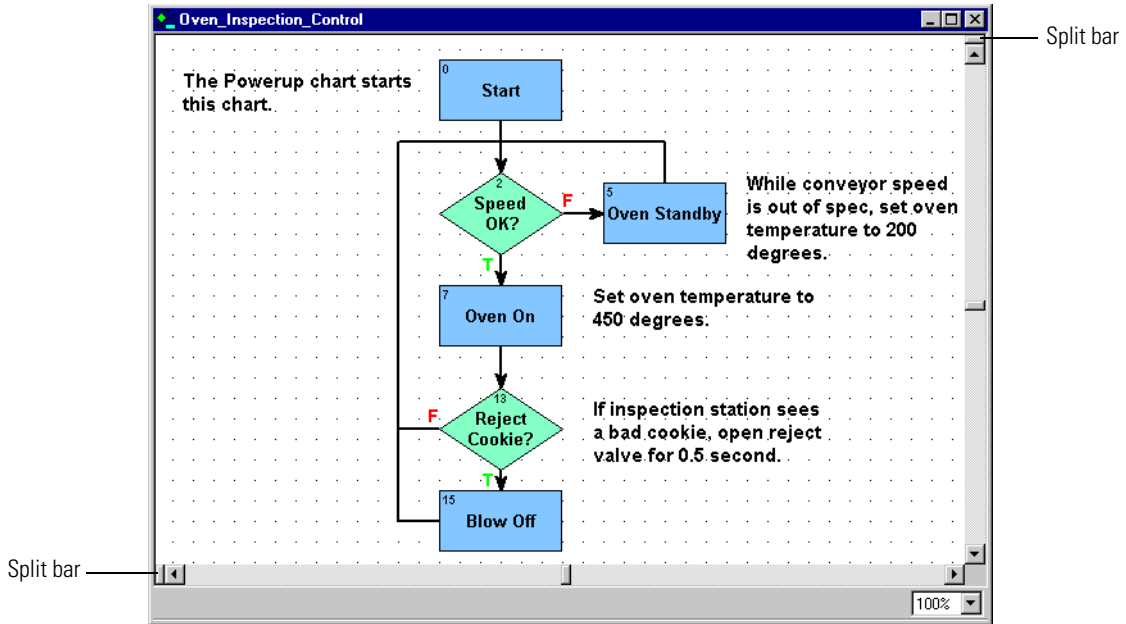 Oven_Inspection_Control
Split bar
The Powerup chart starts
this chart.
0
Start
2
Speed
OK?
F
5
Oven Standby
While conveyor speed
is out of spec, set oven
temperature to 200
degrees.
T
7
Oven On
Set oven temperature to
450 degrees.
13
Reject
Cookie?
F
If inspection station sees
a bad cookie, open reject
valve for 0.5 second.
T
15
Blow Off
Split bar
100%